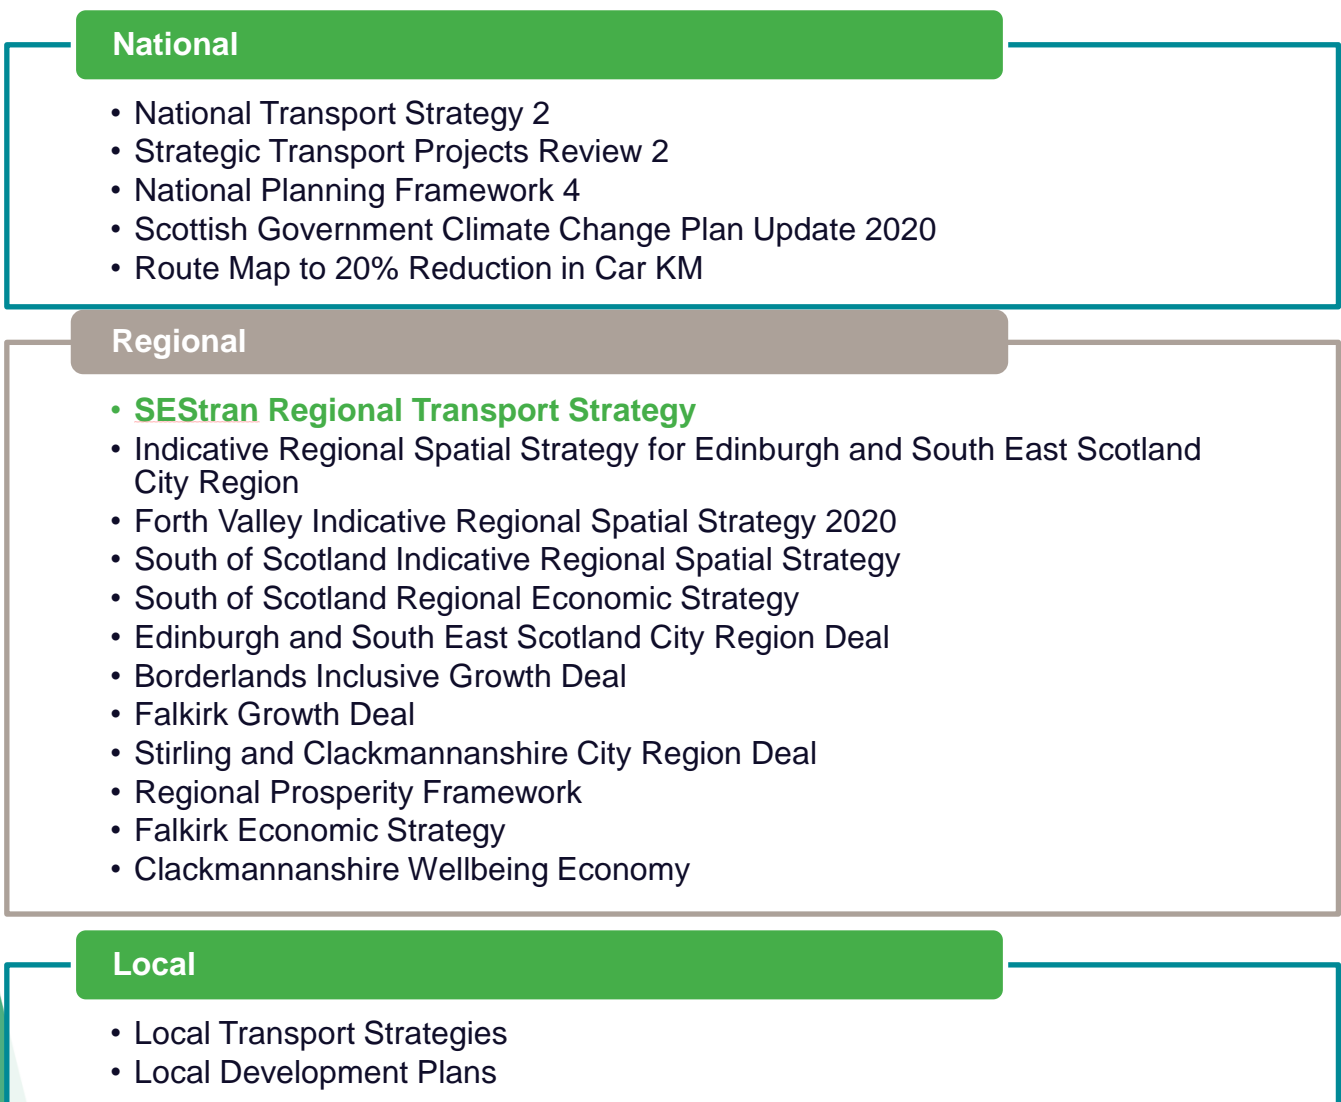 National
• National Transport Strategy 2
• Strategic Transport Projects Review 2
• National Planning Framework 4
• Scottish Government Climate Change Plan Update 2020
• Route Map to 20% Reduction in Car KM
Regional
• SEStran Regional Transport Strategy
• Indicative Regional Spatial Strategy for Edinburgh and South East Scotland
City Region
• Forth Valley Indicative Regional Spatial Strategy 2020
• South of Scotland Indicative Regional Spatial Strategy
• South of Scotland Regional Economic Strategy
• Edinburgh and South East Scotland City Region Deal
• Borderlands Inclusive Growth Deal
• Falkirk Growth Deal
• Stirling and Clackmannanshire City Region Deal
• Regional Prosperity Framework
• Falkirk Economic Strategy
• Clackmannanshire Wellbeing Economy
Local
• Local Transport Strategies
• Local Development Plans